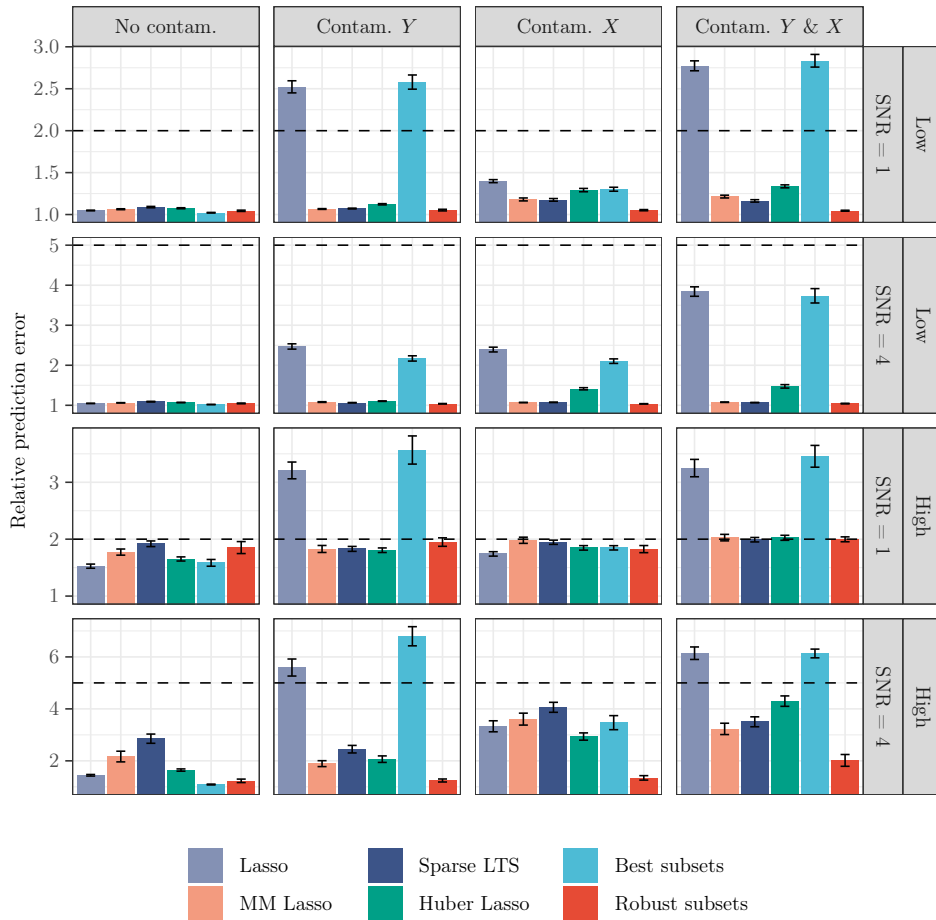 No contam. Contam. Y Contam. X Contam. Y & X
Relative prediction error
3.0
2.5
2.0
1.5
1.0
SNR = 1
Low
5
4
3
2
1
SNR = 4
Low
3
2
1
SNR = 1
High
6
4
2
SNR = 4
High
Lasso Sparse LTS Best subsets
MM Lasso Huber Lasso Robust subsets